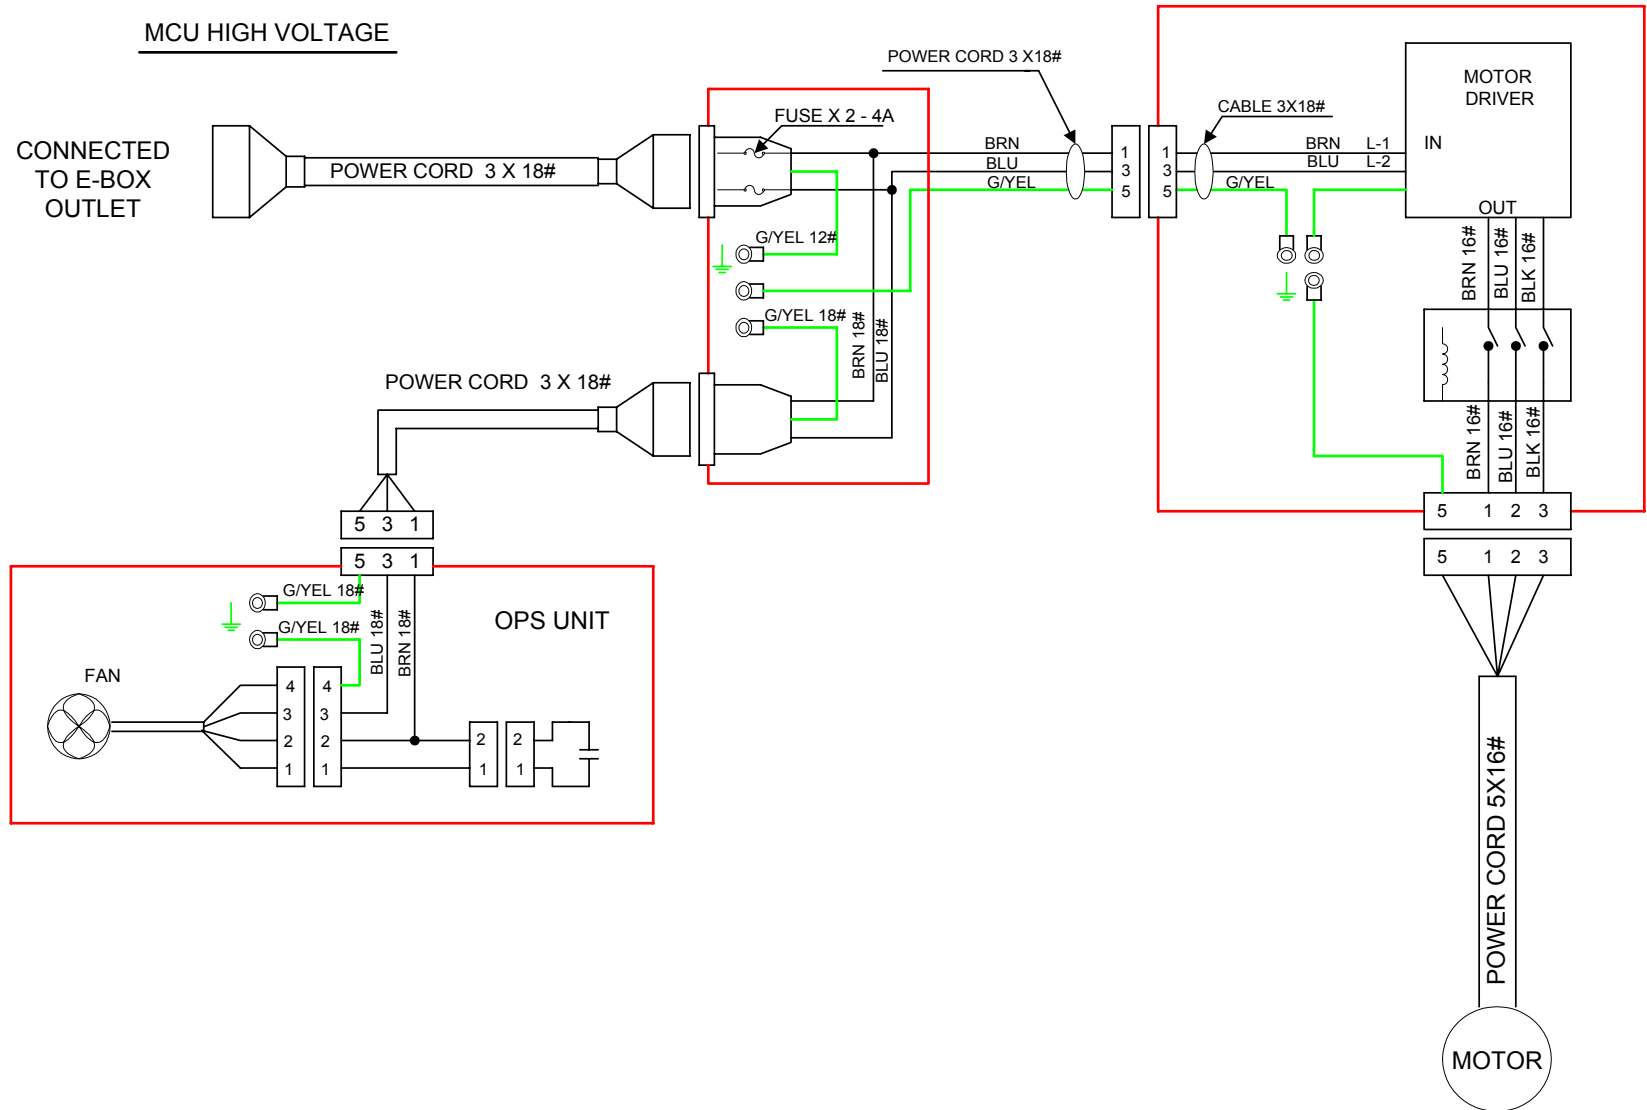 MCU HIGH VOLTAGE
CONNECTED
TO E-BOX
OUTLET
POWER CORD 3 X 18#
FUSE X 2 - 4A
G/YEL 12#
G/YEL 18#
BRN 18#
BLU 18#
POWER CORD 3 X18#
BRN
BLU
G/YEL
1
3
5
1
3
5
CABLE 3X18#
BRN L-1
BLU L-2
G/YEL
MOTOR
DRIVER
IN
OUT
BRN 16#
BLU 16#
BLK 16#
BRN 16#
BLU 16#
BLK 16#
5 1 2 3
5 1 2 3
POWER CORD 5X16#
MOTOR
POWER CORD 3 X 18#
5 3 1
5 3 1
G/YEL 18#
G/YEL 18#
BLU 18#
BRN 18#
OPS UNIT
FAN
4 4
3 3
2 2 2 2
1 1 1 1